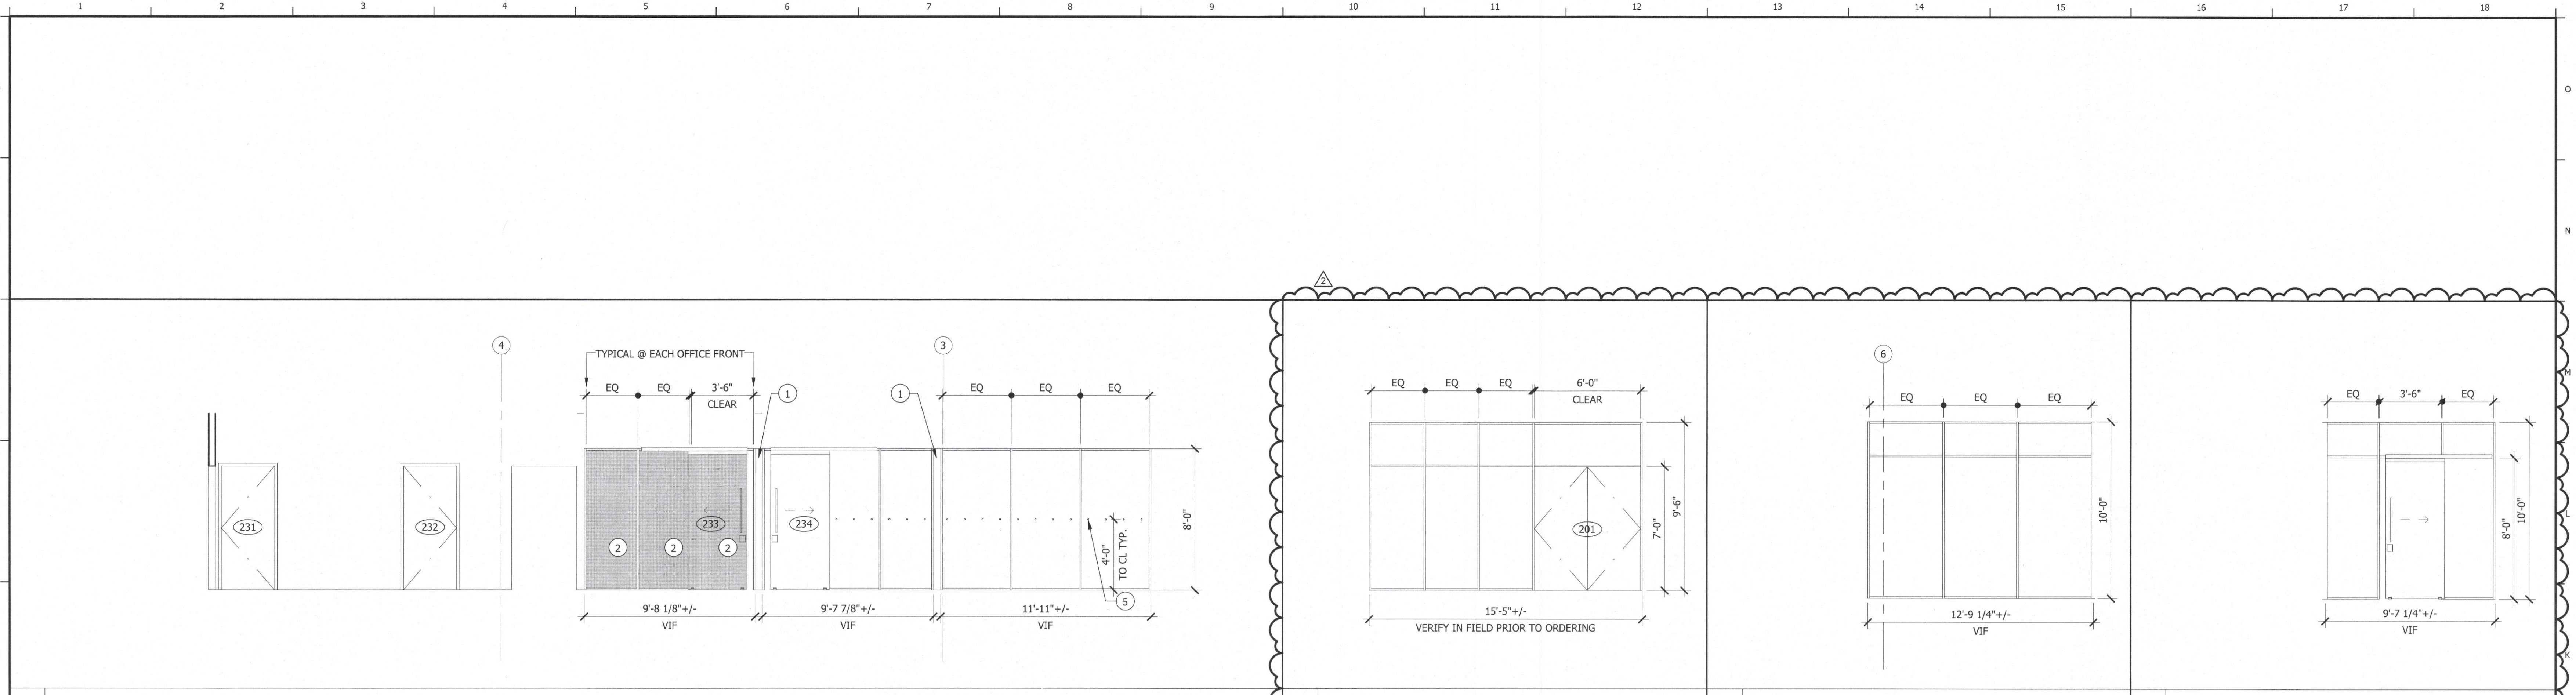 1 2 3 4 5 6 7 8 9 10 11 12 13 14 15 16 17 18
O
N
M
L
K
2
4
3
6
TYPICAL @ EACH OFFICE FRONT
EQ EQ 3'-6"
CLEAR
1
1
EQ EQ EQ
231
232
233
234
2 2 2
4'-0"
TO CL TYP.
8'-0"
5
9'-8 1/8"+/-
VIF
9'-7 7/8"+/-
VIF
11'-11"+/-
VIF
EQ EQ EQ 6'-0"
CLEAR
201
7'-0"
9'-6"
15'-5"+/-
VERIFY IN FIELD PRIOR TO ORDERING
EQ EQ EQ
10'-0"
12'-9 1/4"+/-
VIF
EQ 3'-6" EQ
8'-0"
10'-0"
9'-7 1/4"+/-
VIF